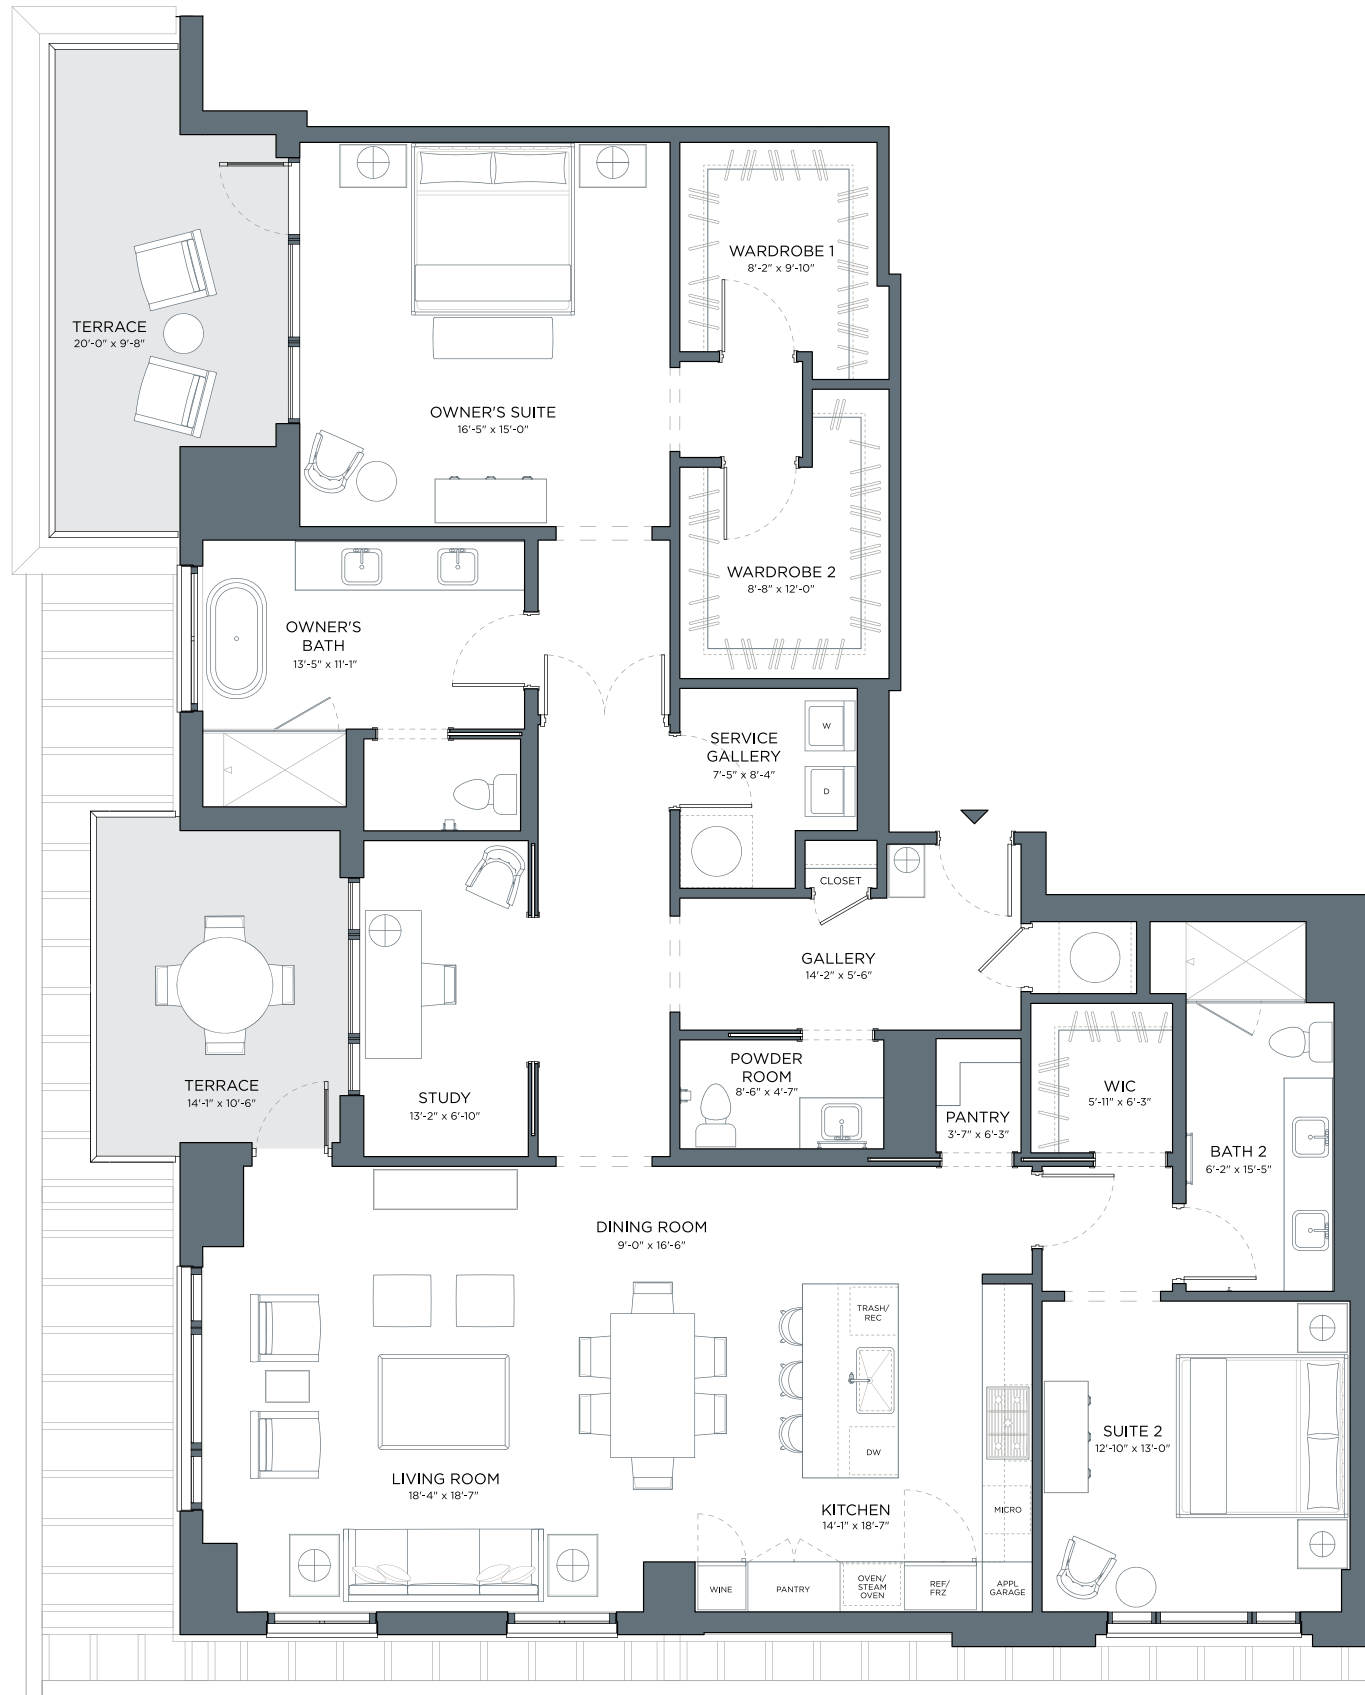 WARDROBE 1
8'-2" x 9'-10"
TERRACE
20'-0" x 9'-8"
OWNER'S SUITE
16'-5" x 15'-0"
WARDROBE 2
8'-8" x 12'-0"
OWNER'S
BATH
13'-5" x 11'-1"
SERVICE
GALLERY
7'-5" x 8'-4"
W
D
CLOSET
GALLERY
14'-2" x 5'-6"
TERRACE
14'-1" x 10'-6"
STUDY
13'-2" x 6'-10"
POWDER
ROOM
8'-6" x 4'-7"
PANTRY
3'-7" x 6'-3"
WIC
5'-11" x 6'-3"
BATH 2
6'-2" x 15'-5"
DINING ROOM
9'-0" x 16'-6"
TRASH/
REC
DW
LIVING ROOM
18'-4" x 18'-7"
KITCHEN
14'-1" x 18'-7"
MICRO
SUITE 2
12'-10" x 13'-0"
WINE
PANTRY
OVEN/
STEAM
OVEN
REF/
FRZ
APPL
GARAGE